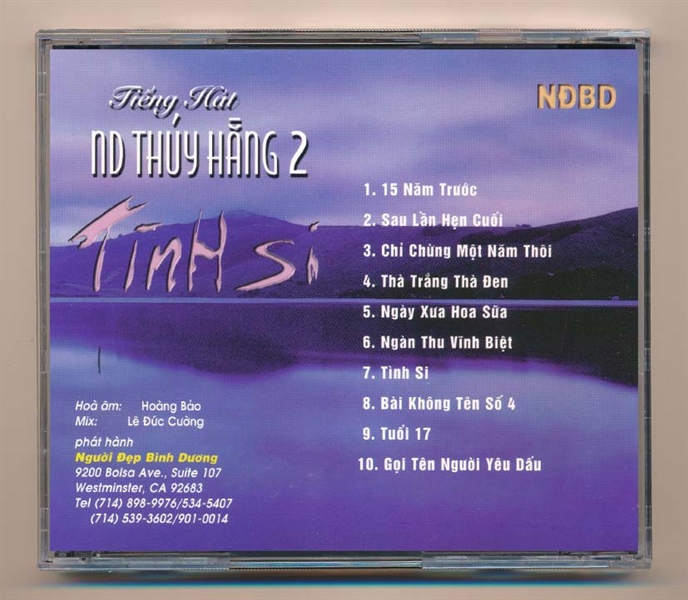 Tiếng Hát
ND THÚY HẰNG 2
Tình Si
NĐBD
1. 15 Năm Trước
2. Sau Lần Hẹn Cuối
3. Chỉ Chừng Một Năm Thôi
4. Thà Trắng Thà Đen
5. Ngày Xưa Hoa Sữa
6. Ngàn Thu Vĩnh Biệt
7. Tình Si
8. Bài Không Tên Số 4
9. Tuổi 17
10. Gọi Tên Người Yêu Dấu
Hoà âm: Hoàng Bảo
Mix: Lê Đức Cường
phát hành
Người Đẹp Bình Dương
9200 Bolsa Ave., Suite 107
Westminster, CA 92683
Tel (714) 898-9976/534-5407
(714) 539-3602/901-0014